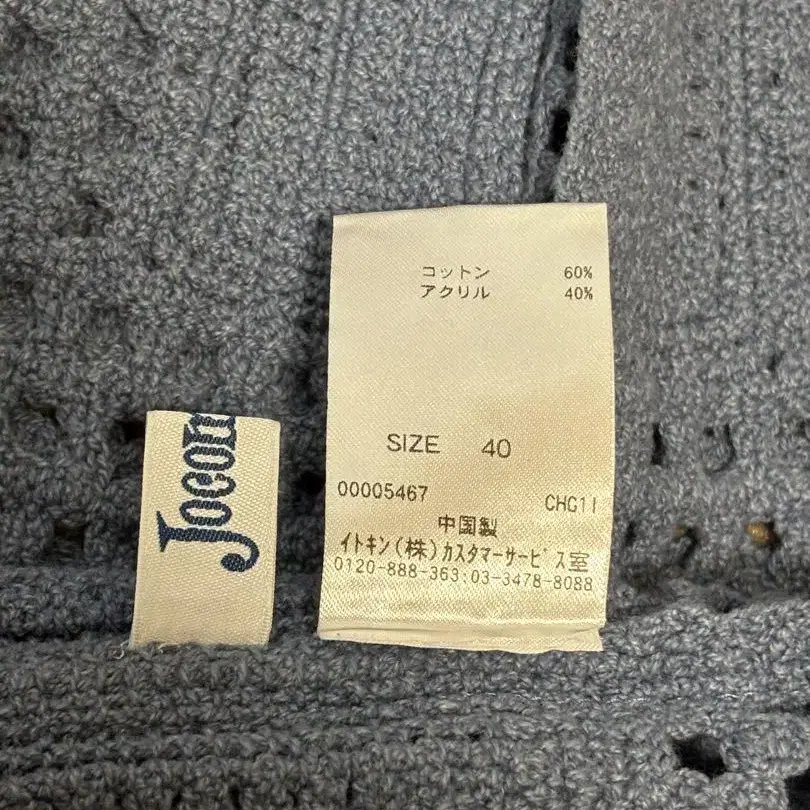 コットン 60%
アクリル 40%
SIZE 40
00005467 CHG11
中国製
イトキン(株)カスタマーサービス室
0120-888-363:03-3478-8088
Jocom